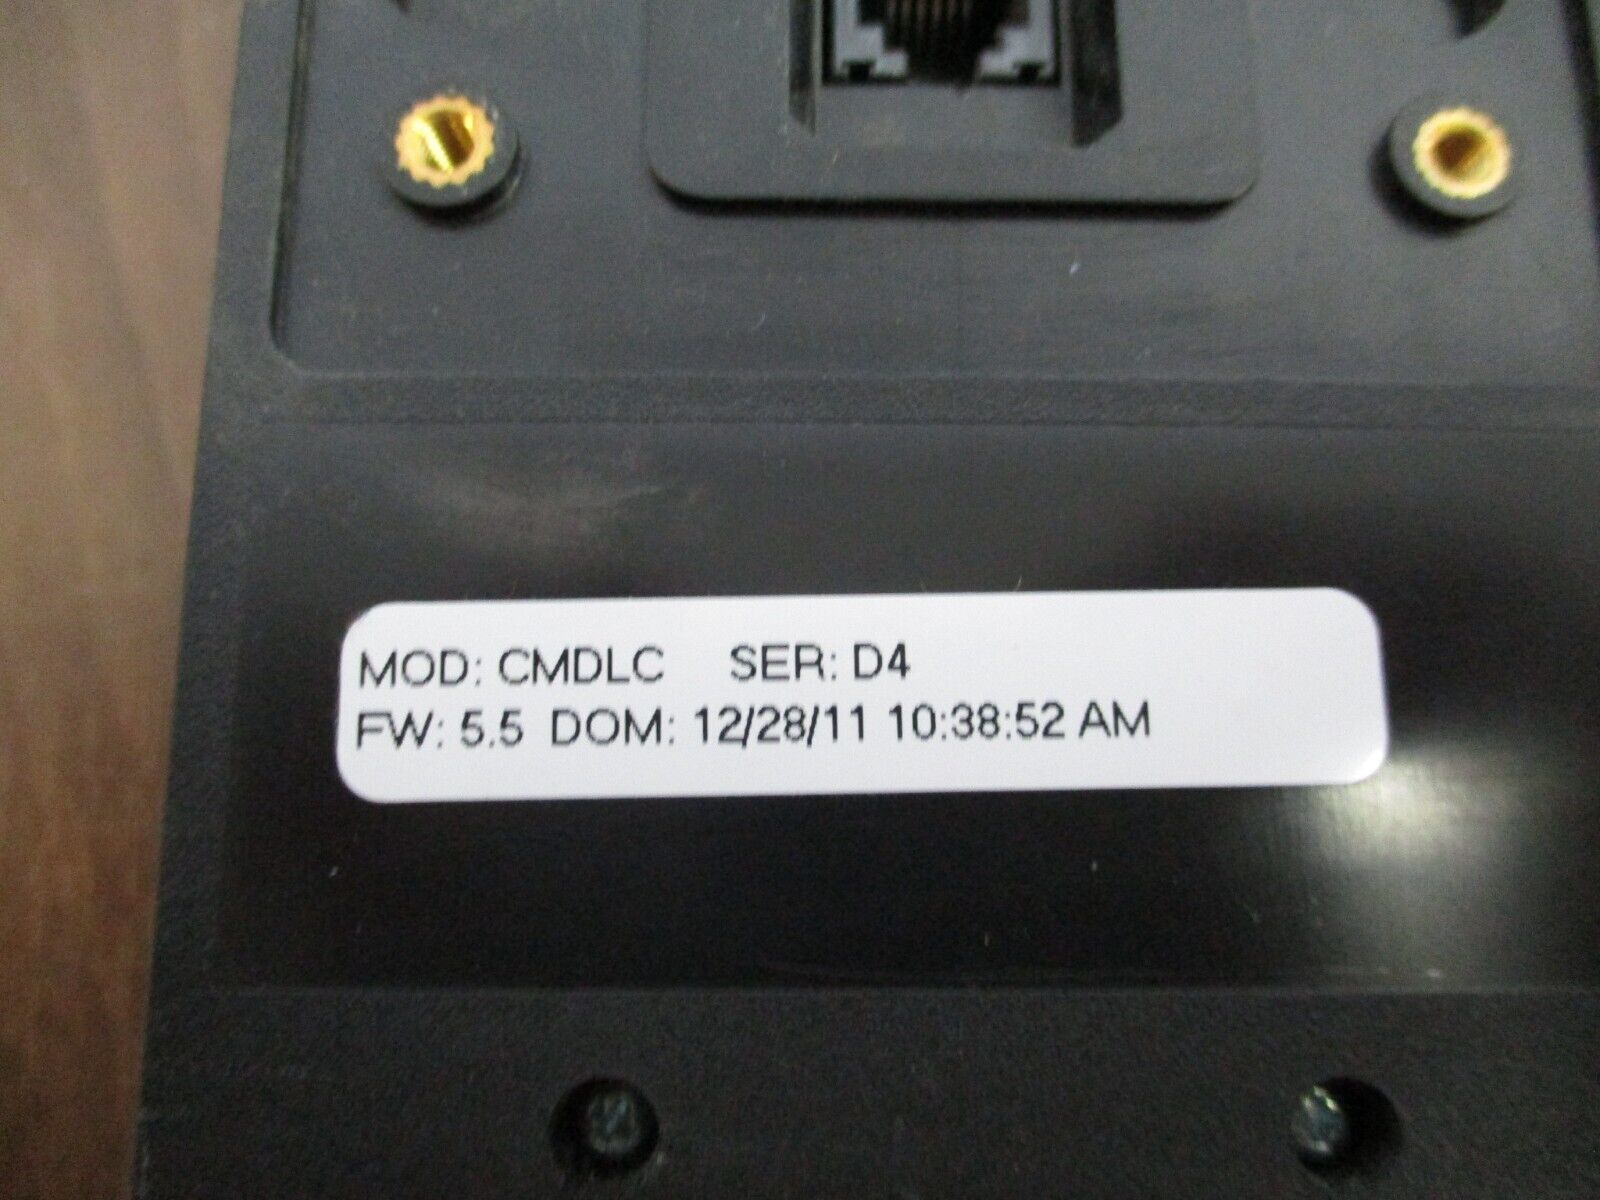 MOD: CMDLC SER: D4
FW: 5.5 DOM: 12/28/11 10:38:52 AM